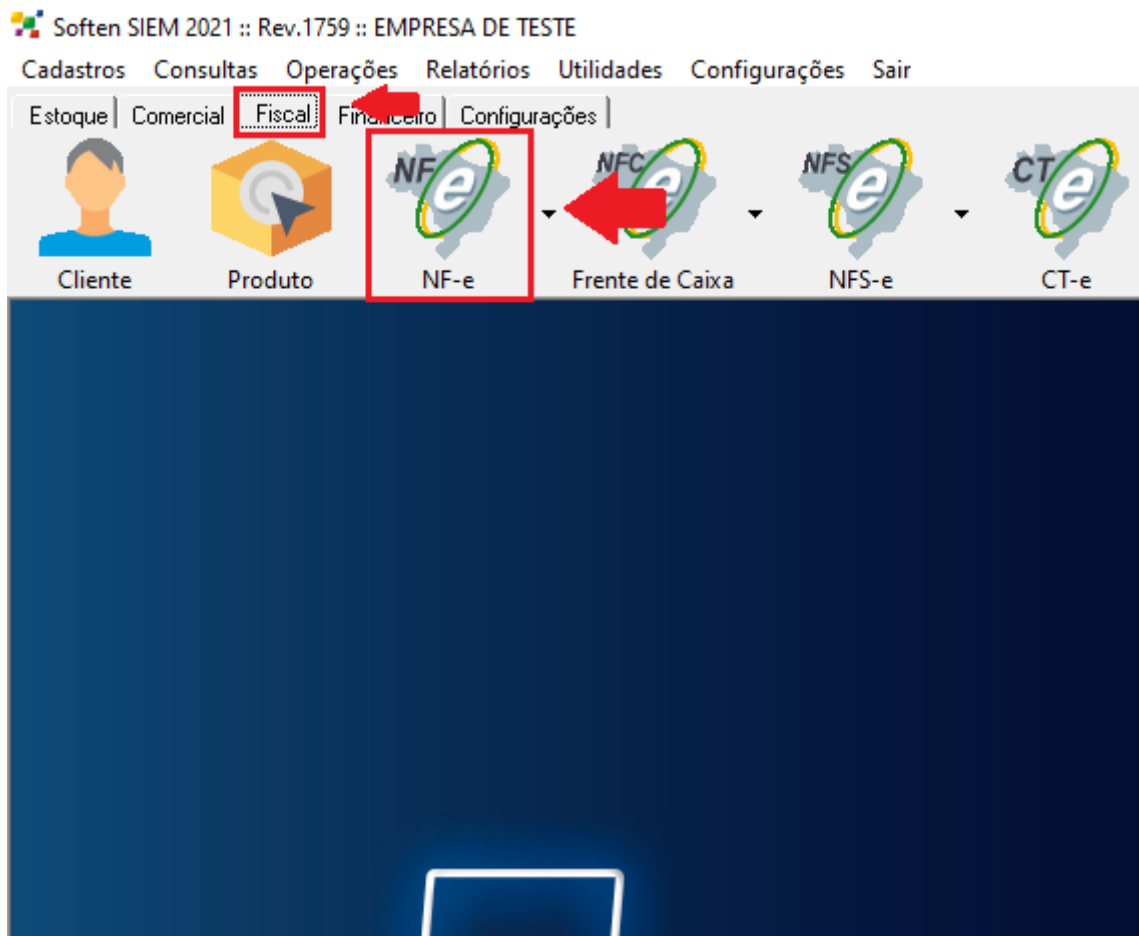 Soften SIEM 2021 :: Rev.1759 :: EMPRESA DE TESTE
Cadastros Consultas Operações Relatórios Utilidades Configurações Sair
Estoque Comercial Fiscal Financeiro Configurações
NF e NFC e NFS e CT e
Cliente Produto NF-e Frente de Caixa NFS-e CT-e